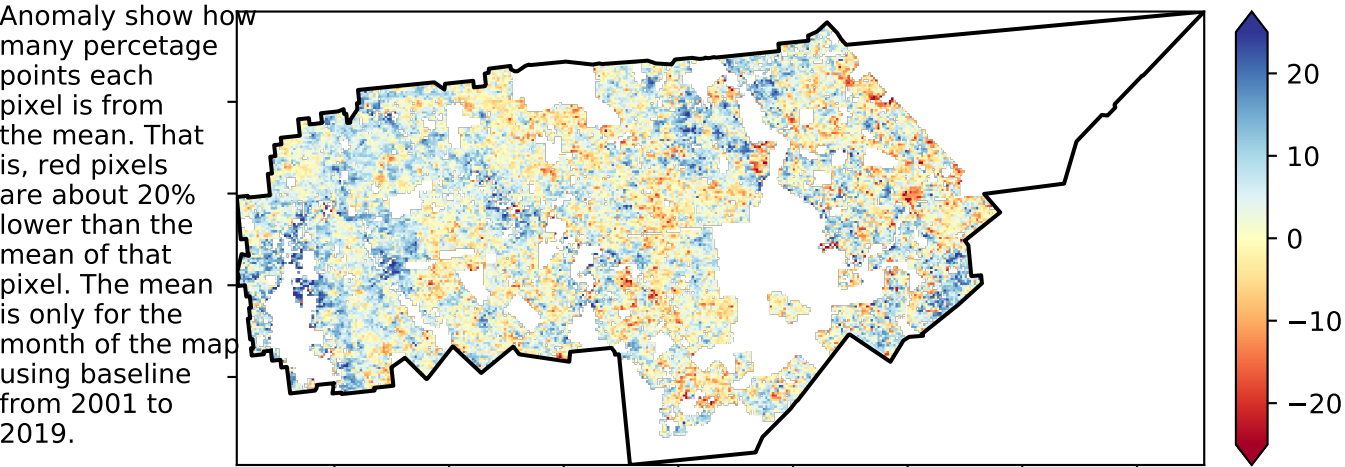 Anomaly show how
many percetage
points each
pixel is from
the mean. That
is, red pixels
are about 20%
lower than the
mean of that
pixel. The mean
is only for the
month of the map
using baseline
from 2001 to
2019.
20
10
0
−10
−20